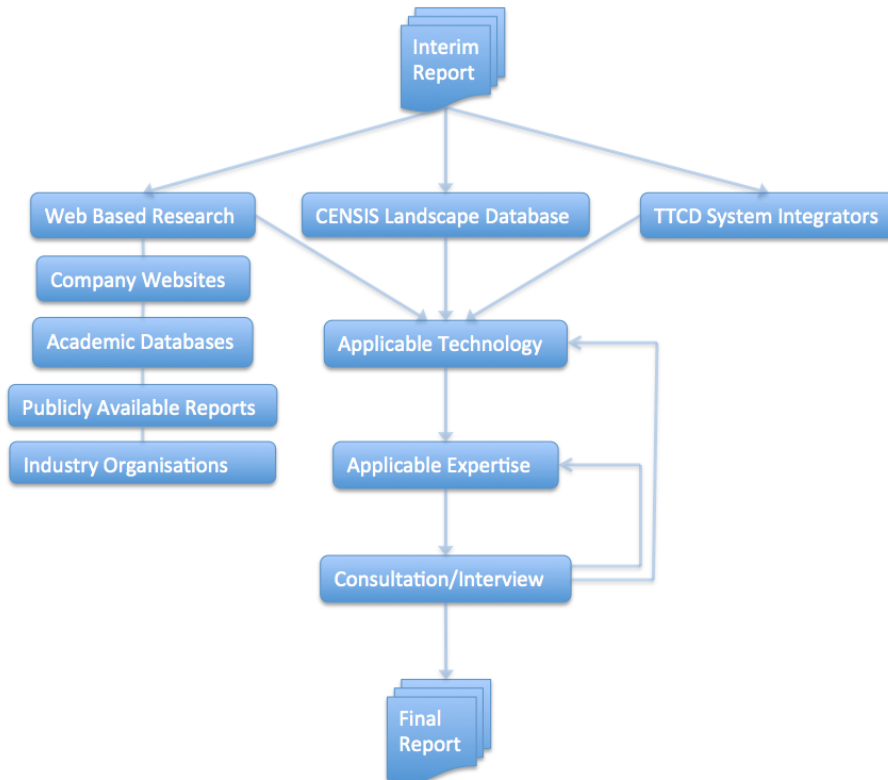 Interim
Report
Web Based Research
CENSIS Landscape Database
TTCD System Integrators
Company Websites
Academic Databases
Applicable Technology
Publicly Available Reports
Industry Organisations
Applicable Expertise
Consultation/Interview
Final
Report